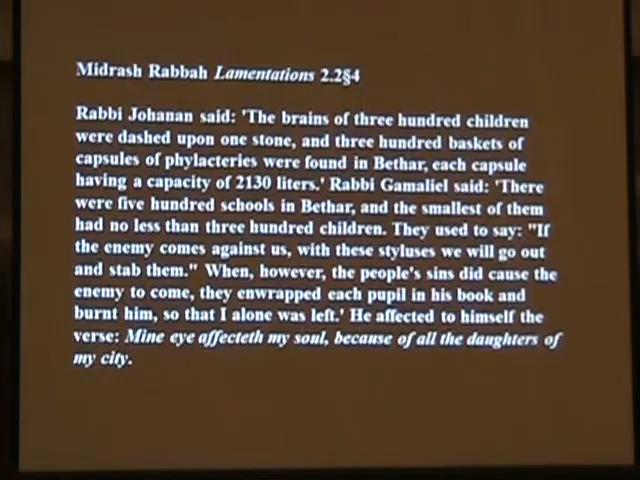 Midrash Rabbah Lamentations 2.2§4
Rabbi Johanan said: 'The brains of three hundred children
were dashed upon one stone, and three hundred baskets of
capsules of phylacteries were found in Bethar, each capsule
having a capacity of 2130 liters.' Rabbi Gamaliel said: 'There
were five hundred schools in Bethar, and the smallest of them
had no less than three hundred children. They used to say: "If
the enemy comes against us, with these styluses we will go out
and stab them." When, however, the people's sins did cause the
enemy to come, they enwrapped each pupil in his book and
burnt him, so that I alone was left.' He affected to himself the
verse: Mine eye affecteth my soul, because of all the daughters of
my city.